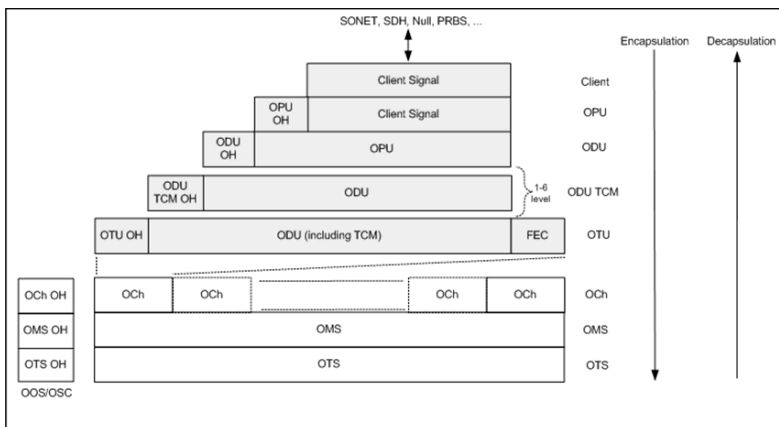 SONET, SDH, Null, PRBS, ...
Encapsulation
Decapsulation
Client Signal
Client
OPU
OH
Client Signal
OPU
ODU
OH
OPU
ODU
ODU
TCM OH
ODU
1-6
level
ODU TCM
OTU OH
ODU (including TCM)
FEC
OTU
OCh OH
OCh
OCh
OCh
OCh
OCh
OMS OH
OMS
OMS
OTS OH
OTS
OTS
OOS/OSC